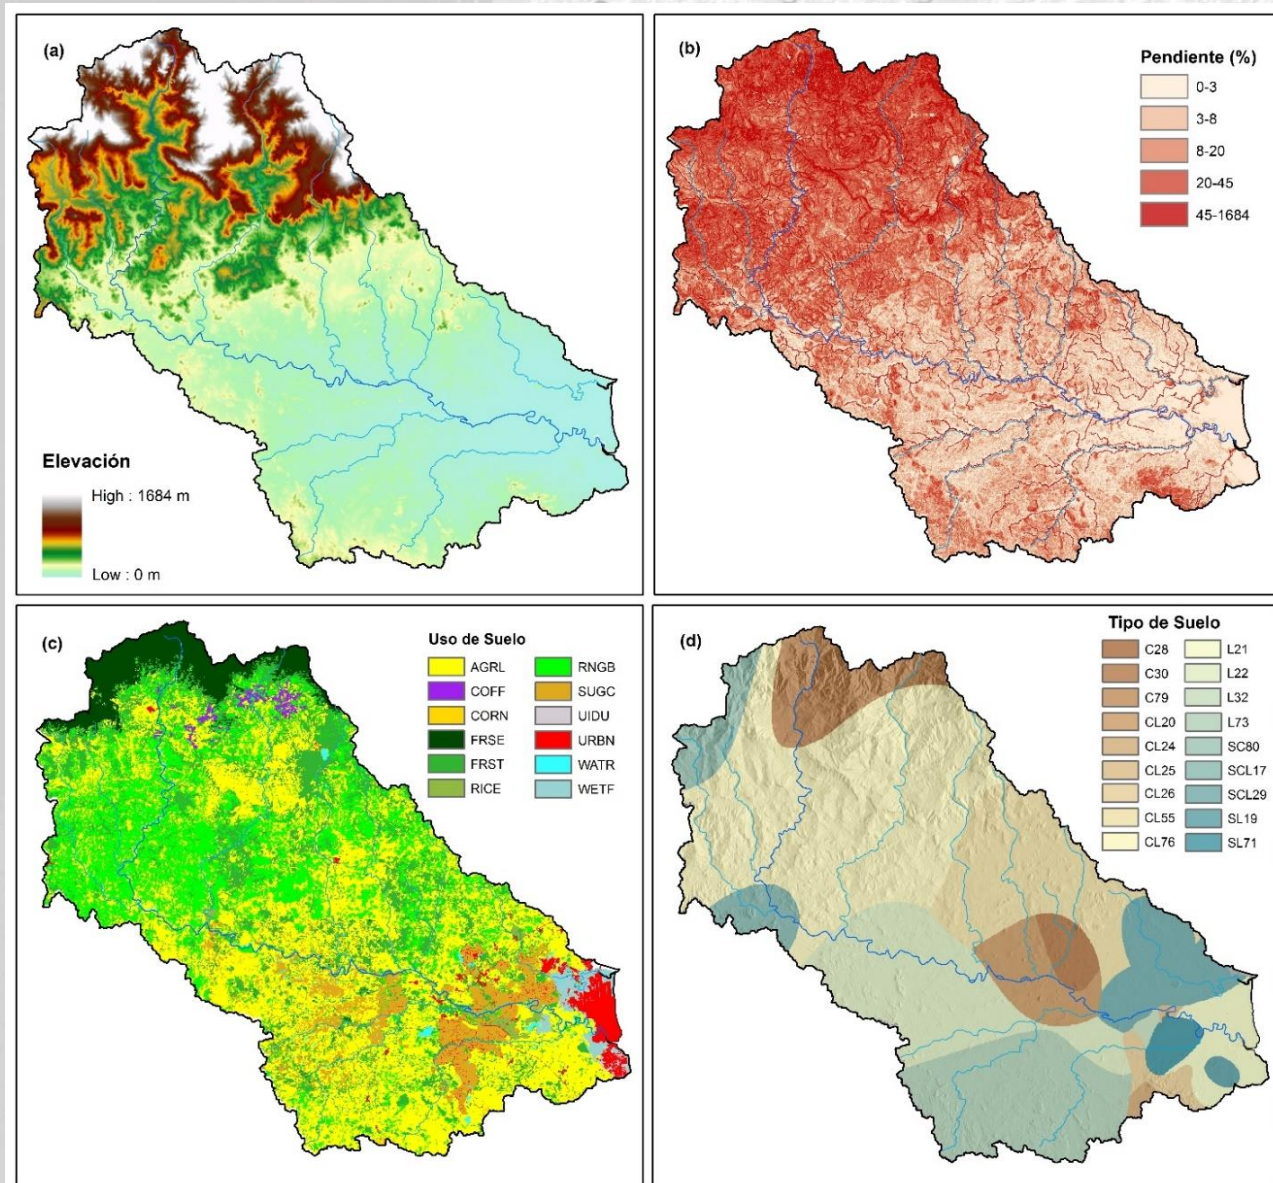 (a)
Elevación
High : 1684 m
Low : 0 m
(b)
Pendiente (%)
0-3
3-8
8-20
20-45
45-1684
(c)
Uso de Suelo
AGRL
COFF
CORN
FRSE
FRST
RICE
RNGB
SUGC
UIDU
URBN
WATR
WETF
(d)
Tipo de Suelo
C28
C30
C79
CL20
CL24
CL25
CL26
CL55
CL76
L21
L22
L32
L73
SC80
SCL17
SCL29
SL19
SL71